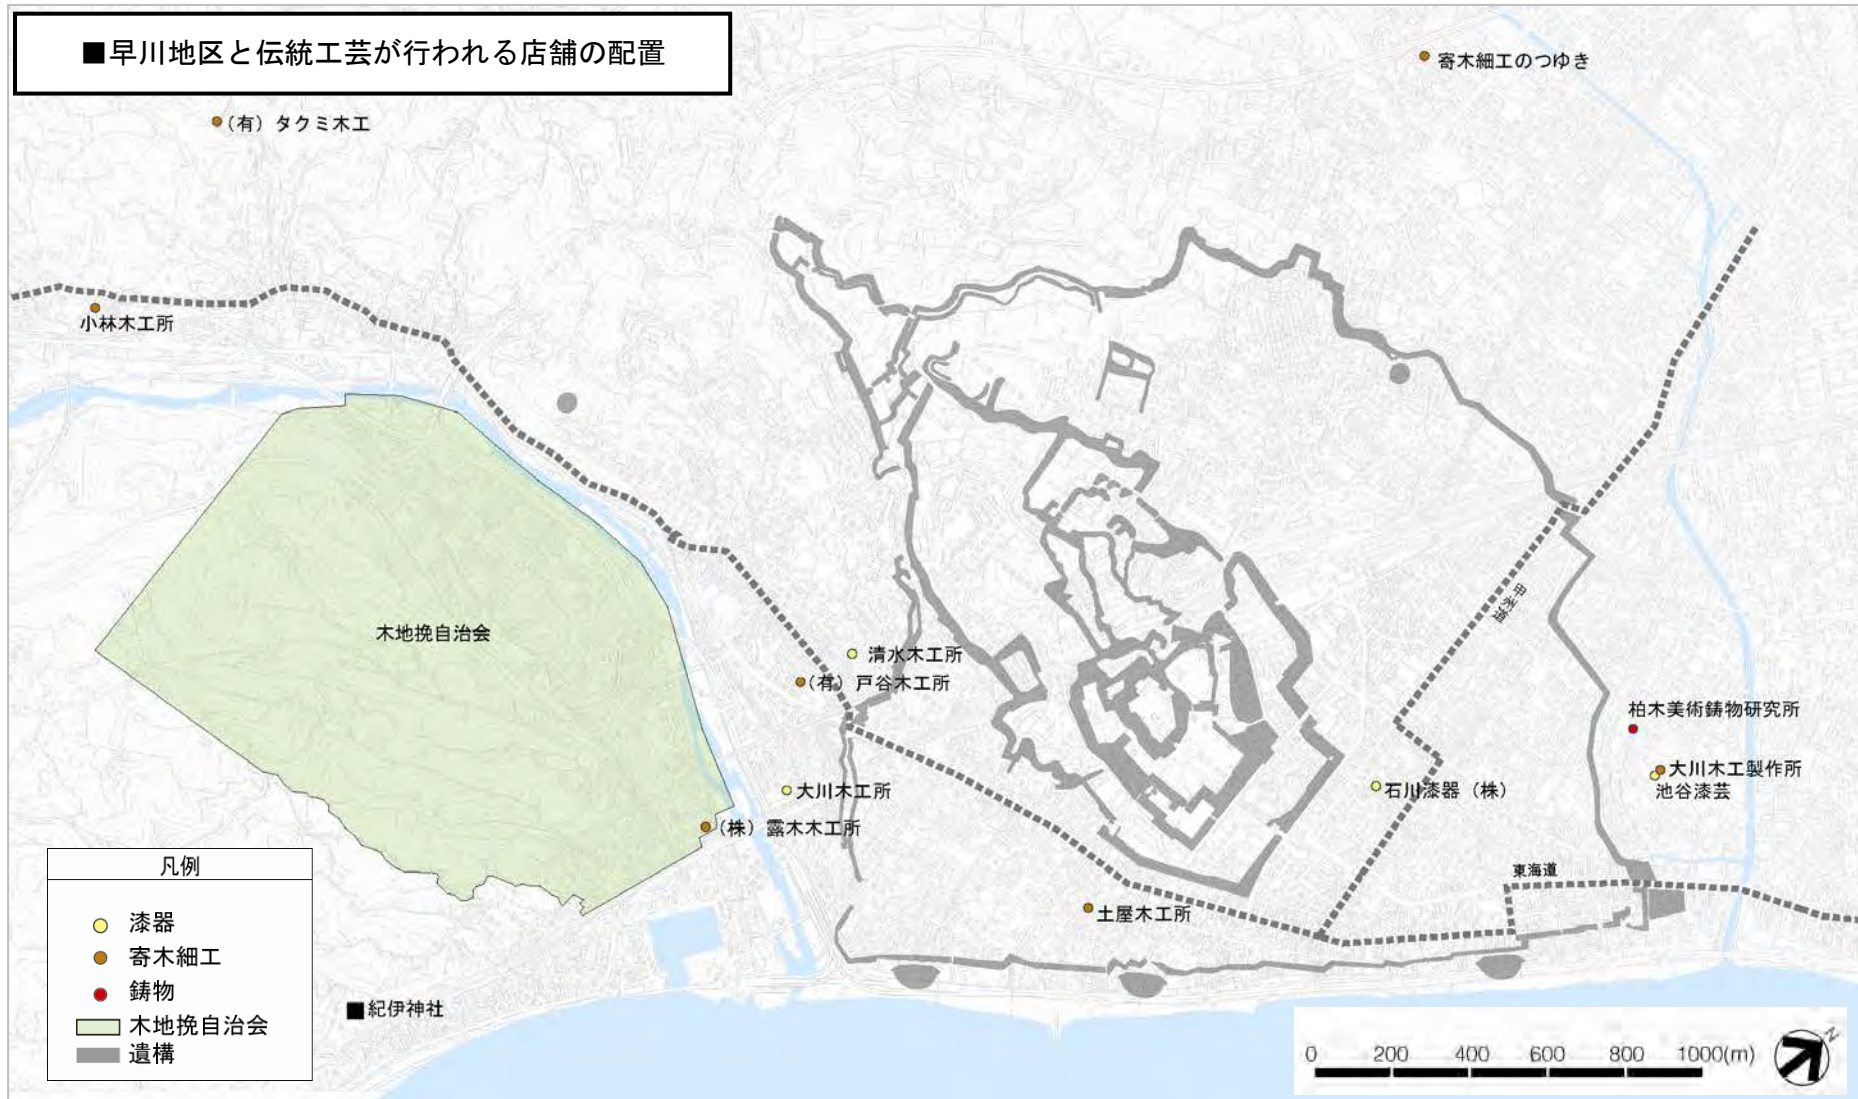 ■早川地区と伝統工芸が行われる店舗の配置
寄木細工のつゆき
(有)タクミ木工
小林木工所
甲州道
木地挽自治会
清水木工所
(有)戸谷木工所
柏木美術鋳物研究所
大川木工製作所
池谷漆芸
大川木工所
石川漆器(株)
(株)露木木工所
東海道
土屋木工所
紀伊神社
凡例
漆器
寄木細工
鋳物
木地挽自治会
遺構
0 200 400 600 800 1000(m)
N